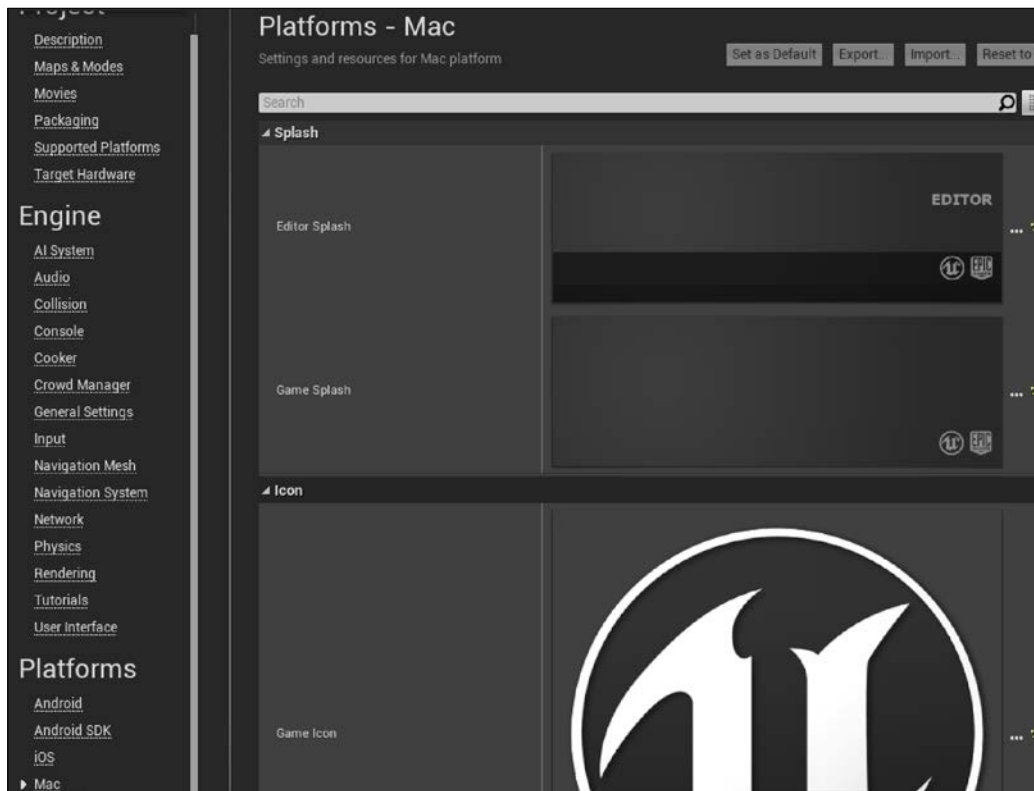 Project
Description
Maps & Modes
Movies
Packaging
Supported Platforms
Target Hardware
Engine
AI System
Audio
Collision
Console
Cooker
Crowd Manager
General Settings
Input
Navigation Mesh
Navigation System
Network
Physics
Rendering
Tutorials
User Interface
Platforms
Android
Android SDK
iOS
Mac
Platforms - Mac
Settings and resources for Mac platform
Set as Default Export... Import... Reset to
Search
Splash
Editor Splash
EDITOR
EPIC
Game Splash
EPIC
Icon
Game Icon